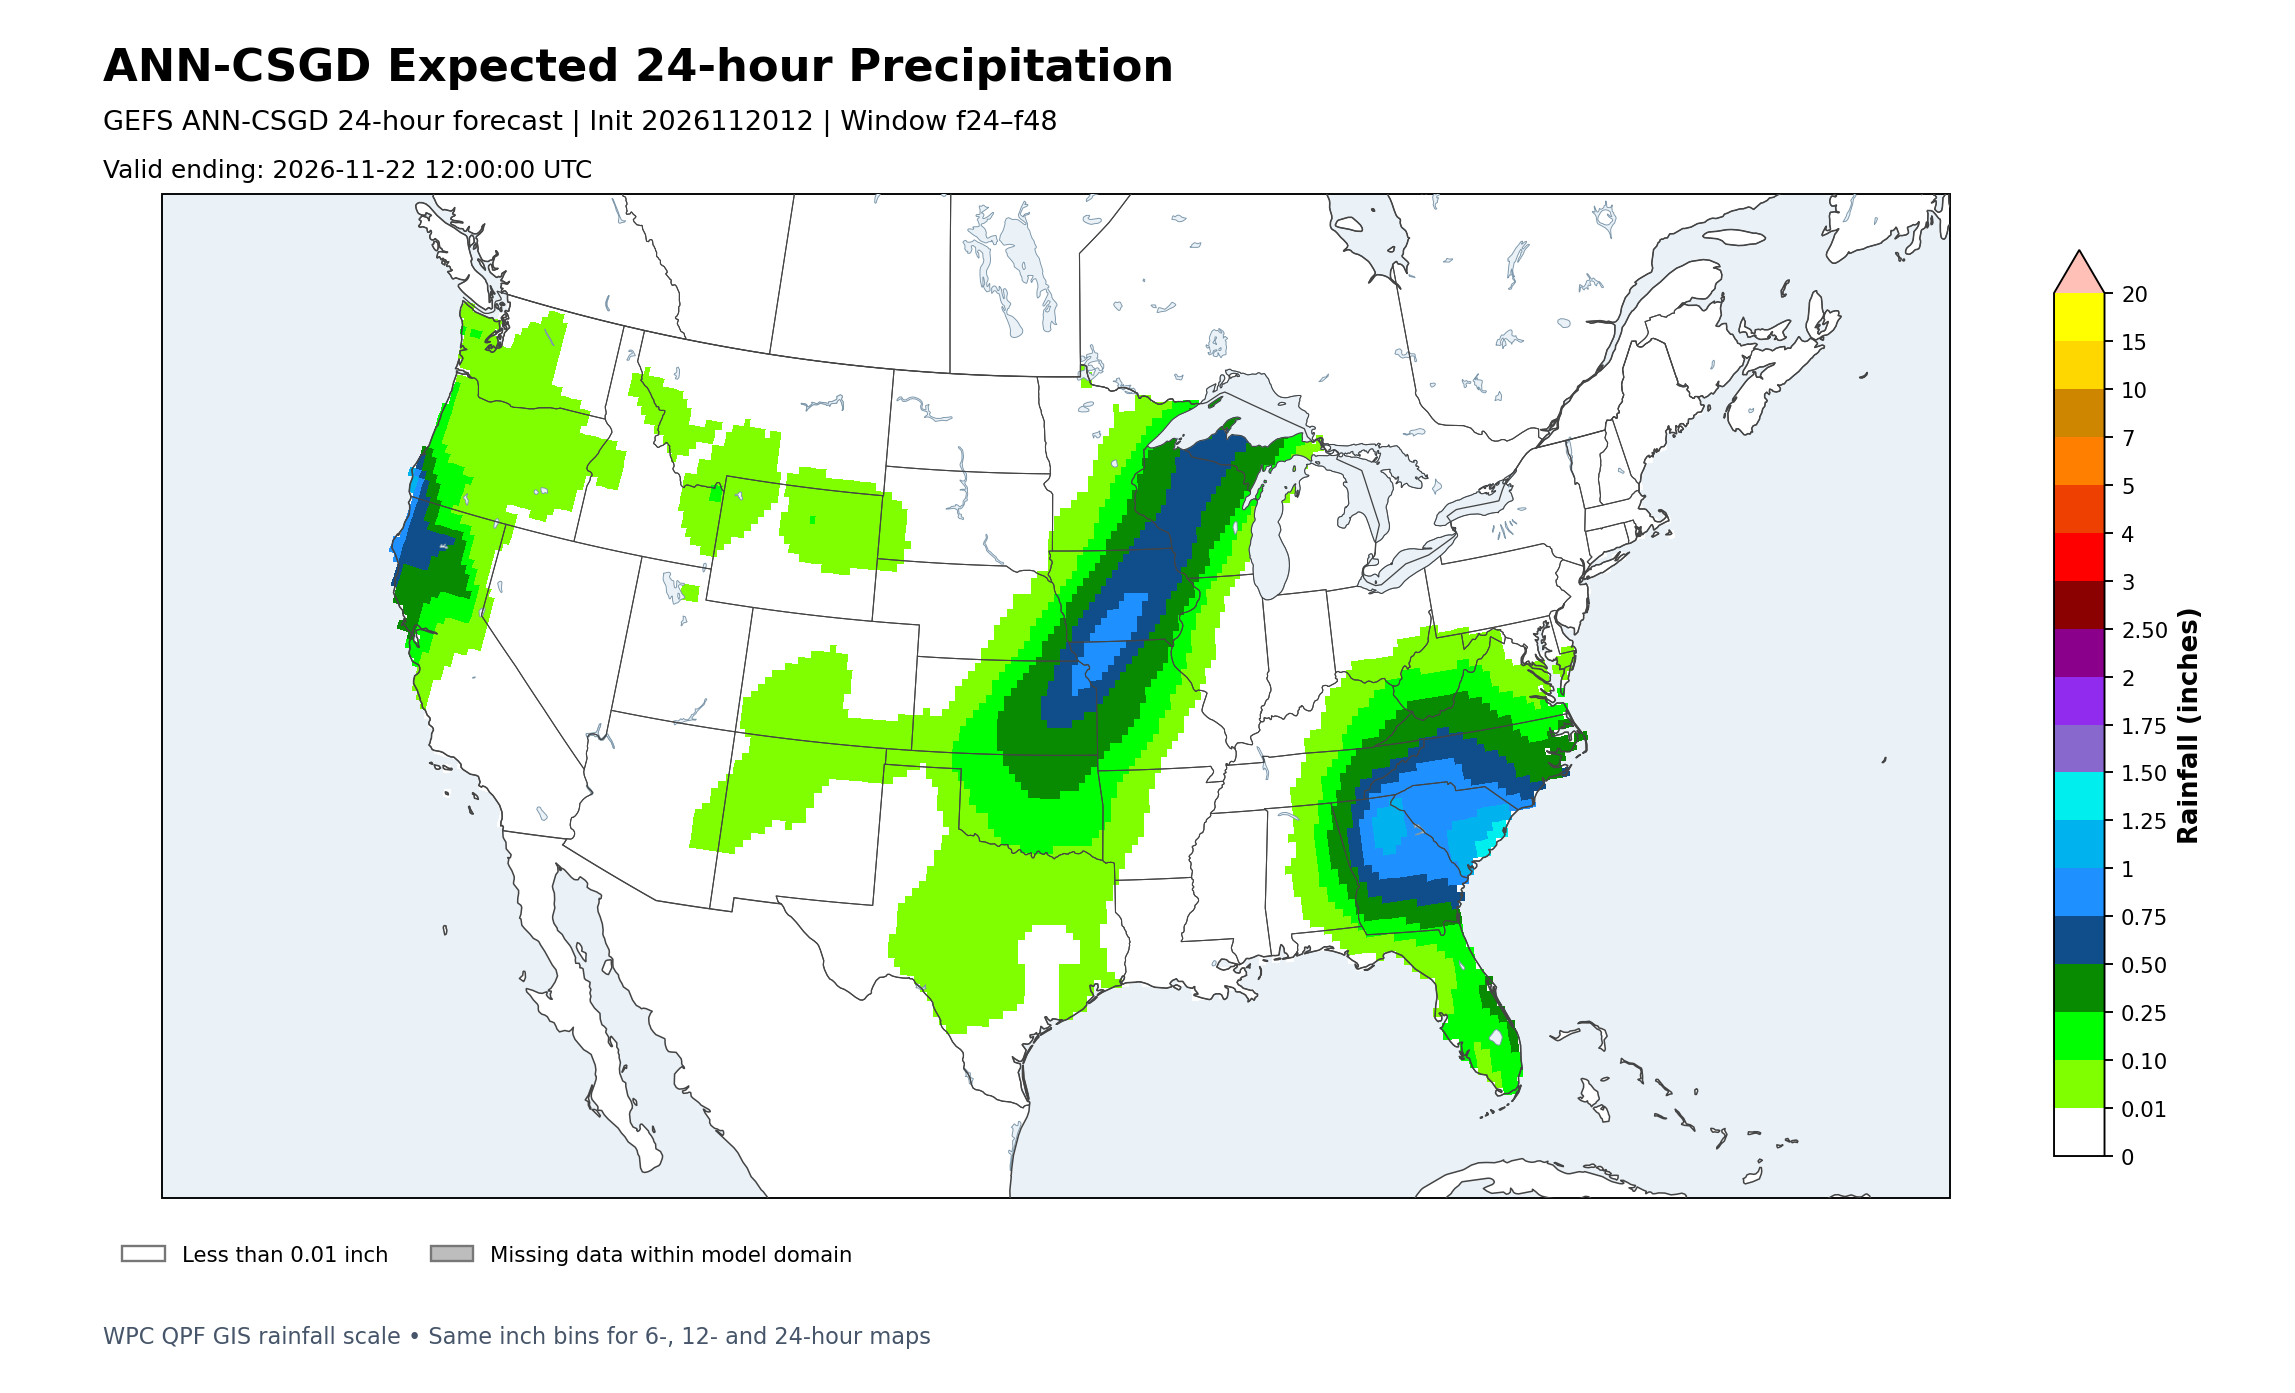 ANN-CSGD Expected 24-hour Precipitation
GEFS ANN-CSGD 24-hour forecast | Init 2026112012 | Window f24–f48
Valid ending: 2026-11-22 12:00:00 UTC
20
15
10
7
5
4
3
2.50
2
1.75
1.50
1.25
1
0.75
0.50
0.25
0.10
0.01
0
Rainfall (inches)
Less than 0.01 inch
Missing data within model domain
WPC QPF GIS rainfall scale • Same inch bins for 6-, 12- and 24-hour maps